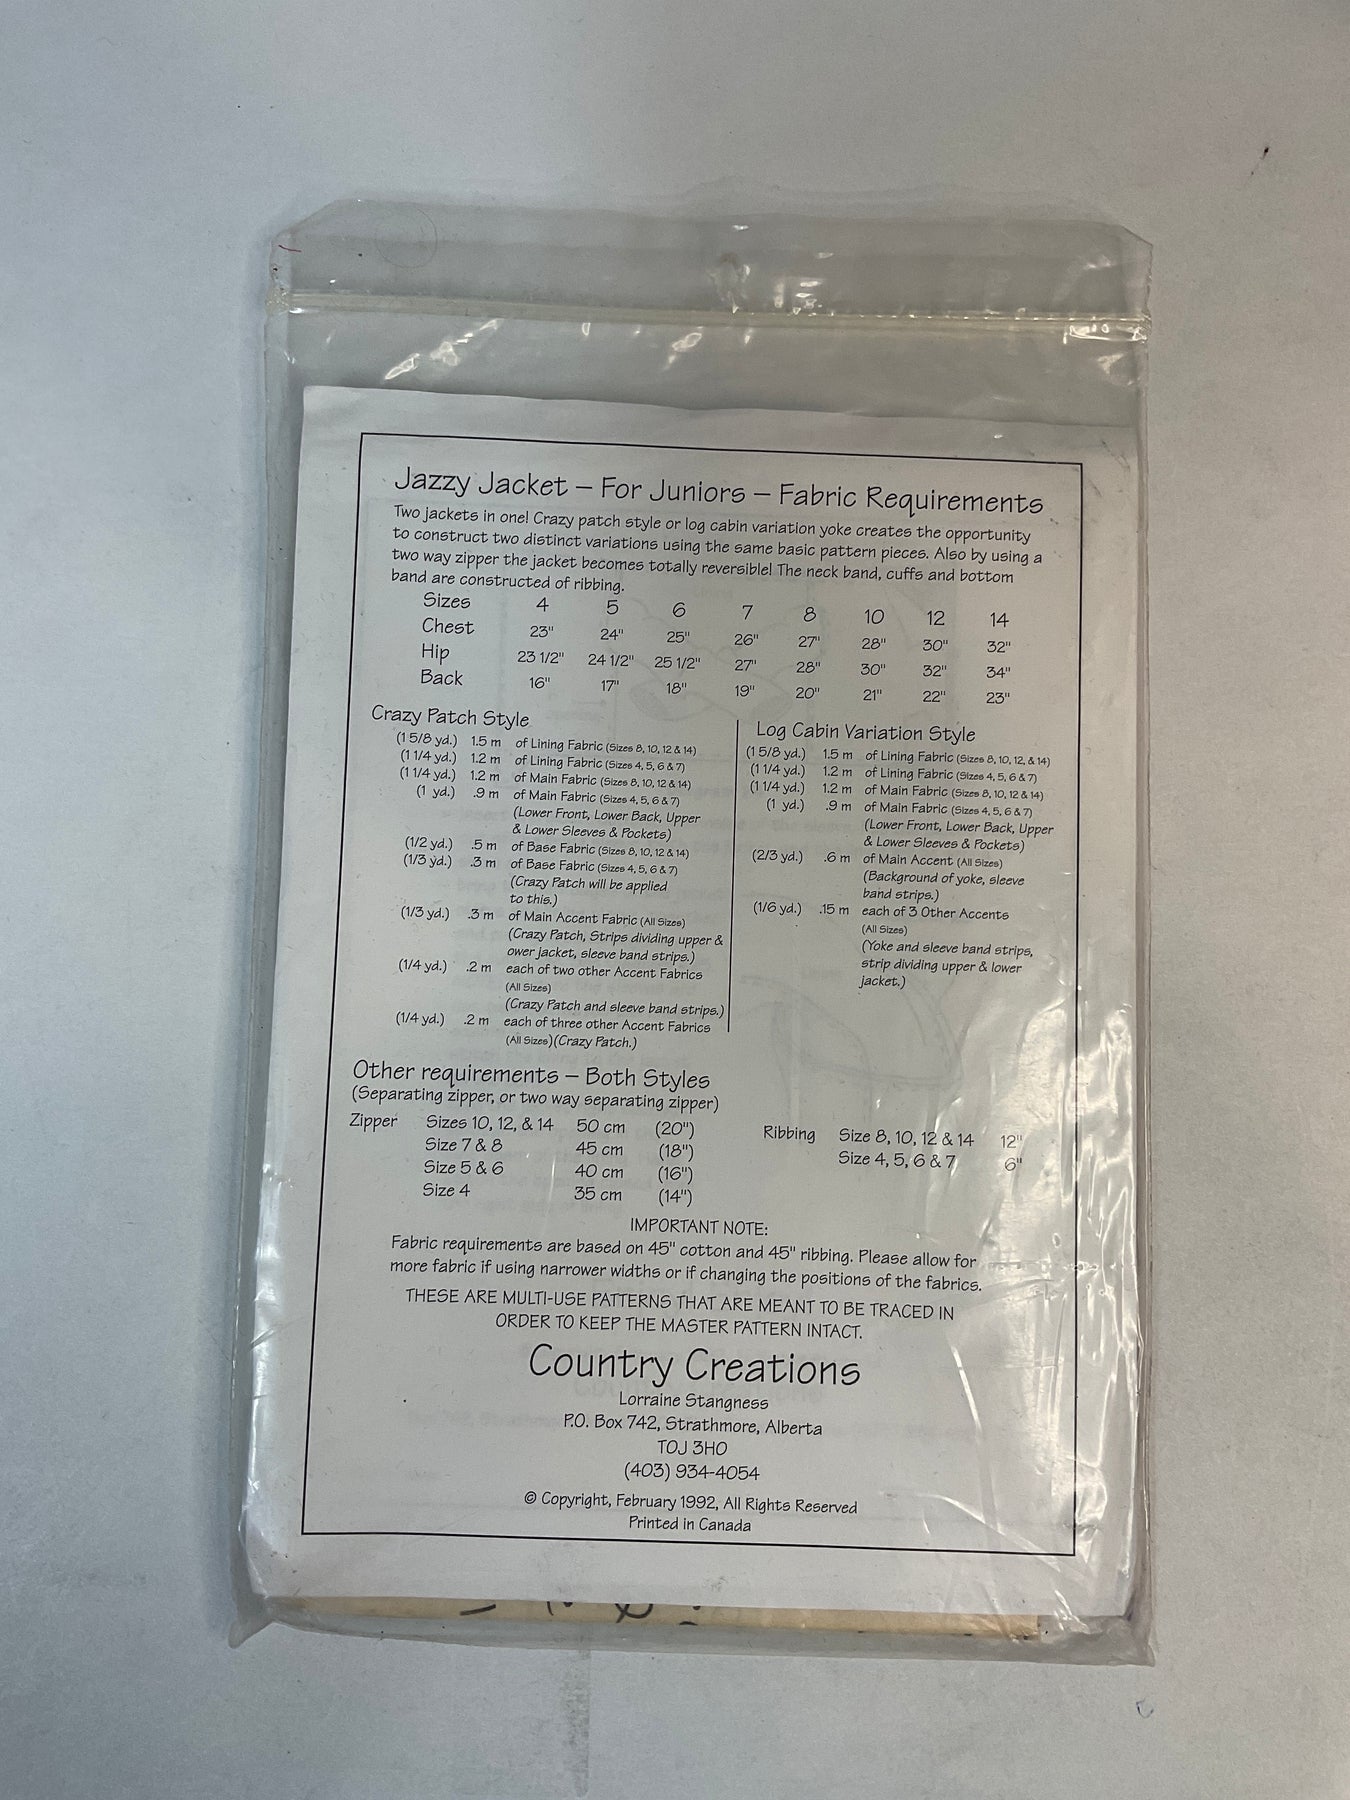 Jazzy Jacket – For Juniors – Fabric Requirements
Two jackets in one! Crazy patch style or log cabin variation yoke creates the opportunity
to construct two distinct variations using the same basic pattern pieces. Also by using a
two way zipper the jacket becomes totally reversible! The neck band, cuffs and bottom
band are constructed of ribbing.
Sizes 4 5 6 7 8 10 12 14
Chest 23" 24" 25" 26" 27" 28" 30" 32"
Hip 23 1/2" 24 1/2" 25 1/2" 27" 28" 30" 32" 34"
Back 16" 17" 18" 19" 20" 21" 22" 23"
Crazy Patch Style
(1 5/8 yd.) 1.5 m of Lining Fabric (Sizes 8, 10, 12 & 14)
(1 1/4 yd.) 1.2 m of Lining Fabric (Sizes 4, 5, 6 & 7)
(1 1/4 yd.) 1.2 m of Main Fabric (Sizes 8, 10, 12 & 14)
(1 yd.) .9 m of Main Fabric (Sizes 4, 5, 6 & 7)
(Lower Front, Lower Back, Upper
& Lower Sleeves & Pockets)
(1/2 yd.) .5 m of Base Fabric (Sizes 8, 10, 12 & 14)
(1/3 yd.) .3 m of Base Fabric (Sizes 4, 5, 6 & 7)
(Crazy Patch will be applied
to this.)
(1/3 yd.) .3 m of Main Accent Fabric (All Sizes)
(Crazy Patch, Strips dividing upper &
ower jacket, sleeve band strips.)
(1/4 yd.) .2 m each of two other Accent Fabrics
(All Sizes)
(Crazy Patch and sleeve band strips.)
(1/4 yd.) .2 m each of three other Accent Fabrics
(All Sizes)(Crazy Patch.)
Log Cabin Variation Style
(1 5/8 yd.) 1.5 m of Lining Fabric (Sizes 8, 10, 12, & 14)
(1 1/4 yd.) 1.2 m of Lining Fabric (Sizes 4, 5, 6 & 7)
(1 1/4 yd.) 1.2 m of Main Fabric (Sizes 8, 10, 12 & 14)
(1 yd.) .9 m of Main Fabric (Sizes 4, 5, 6 & 7)
(Lower Front, Lower Back, Upper
& Lower Sleeves & Pockets)
(2/3 yd.) .6 m of Main Accent (All Sizes)
(Background of yoke, sleeve
band strips.)
(1/6 yd.) .15 m each of 3 Other Accents
(All Sizes)
(Yoke and sleeve band strips,
strip dividing upper & lower
jacket.)
Other requirements – Both Styles
(Separating zipper, or two way separating zipper)
Zipper Sizes 10, 12, & 14 50 cm (20")
Size 7 & 8 45 cm (18")
Size 5 & 6 40 cm (16")
Size 4 35 cm (14")
Ribbing Size 8, 10, 12 & 14 12"
Size 4, 5, 6 & 7 6"
IMPORTANT NOTE:
Fabric requirements are based on 45" cotton and 45" ribbing. Please allow for
more fabric if using narrower widths or if changing the positions of the fabrics.
THESE ARE MULTI-USE PATTERNS THAT ARE MEANT TO BE TRACED IN
ORDER TO KEEP THE MASTER PATTERN INTACT.
Country Creations
Lorraine Stangness
P.O. Box 742, Strathmore, Alberta
TOJ 3HO
(403) 934-4054
© Copyright, February 1992, All Rights Reserved
Printed in Canada